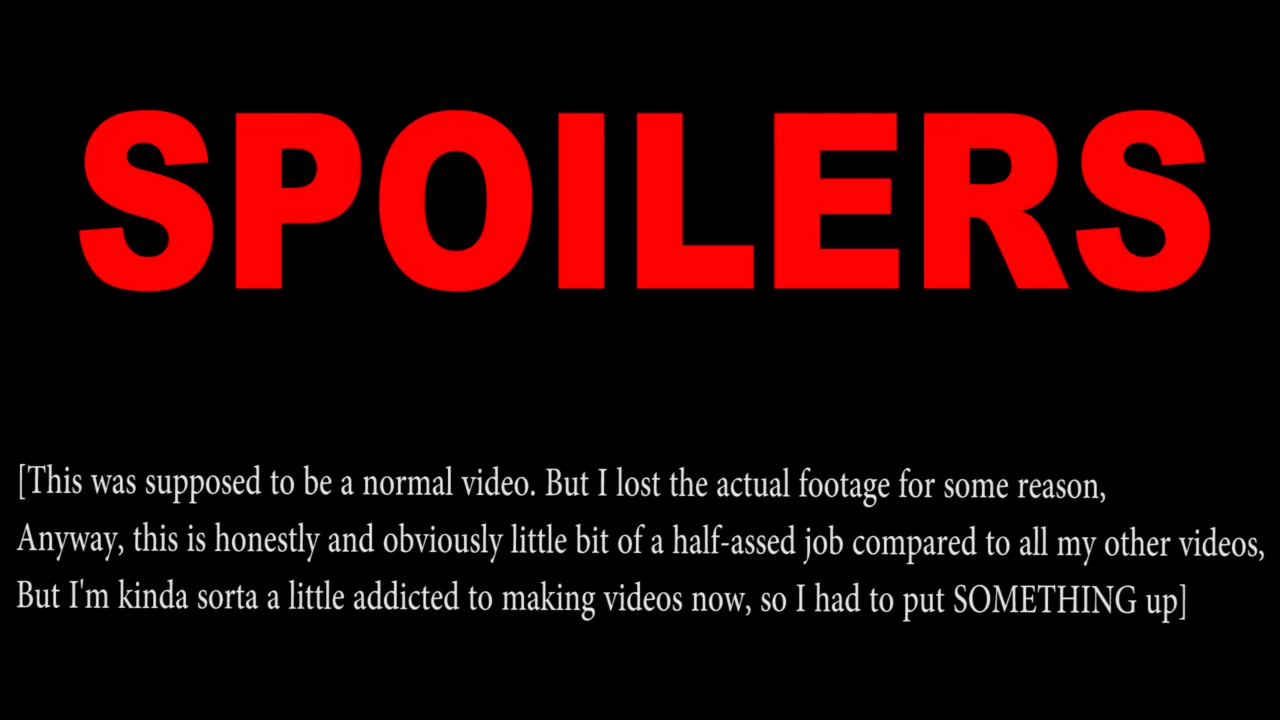 SPOILERS
[This was supposed to be a normal video. But I lost the actual footage for some reason,
Anyway, this is honestly and obviously little bit of a half-assed job compared to all my other videos,
But I'm kinda sorta a little addicted to making videos now, so I had to put SOMETHING up]